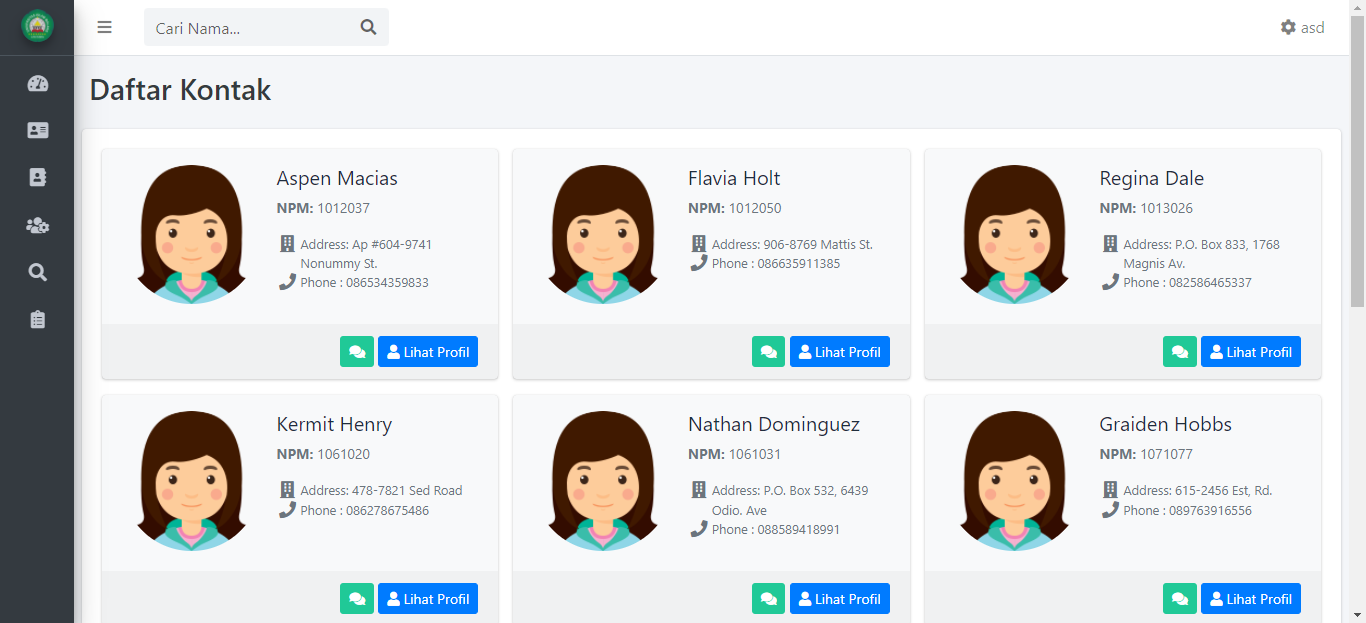 Cari Nama...
asd
Daftar Kontak
Aspen Macias
NPM: 1012037
Address: Ap #604-9741
Nonummy St.
Phone : 086534359833
Lihat Profil
Flavia Holt
NPM: 1012050
Address: 906-8769 Mattis St.
Phone : 086635911385
Lihat Profil
Regina Dale
NPM: 1013026
Address: P.O. Box 833, 1768
Magnis Av.
Phone : 082586465337
Lihat Profil
Kermit Henry
NPM: 1061020
Address: 478-7821 Sed Road
Phone : 086278675486
Lihat Profil
Nathan Dominguez
NPM: 1061031
Address: P.O. Box 532, 6439
Odio. Ave
Phone : 088589418991
Lihat Profil
Graiden Hobbs
NPM: 1071077
Address: 615-2456 Est, Rd.
Phone : 089763916556
Lihat Profil